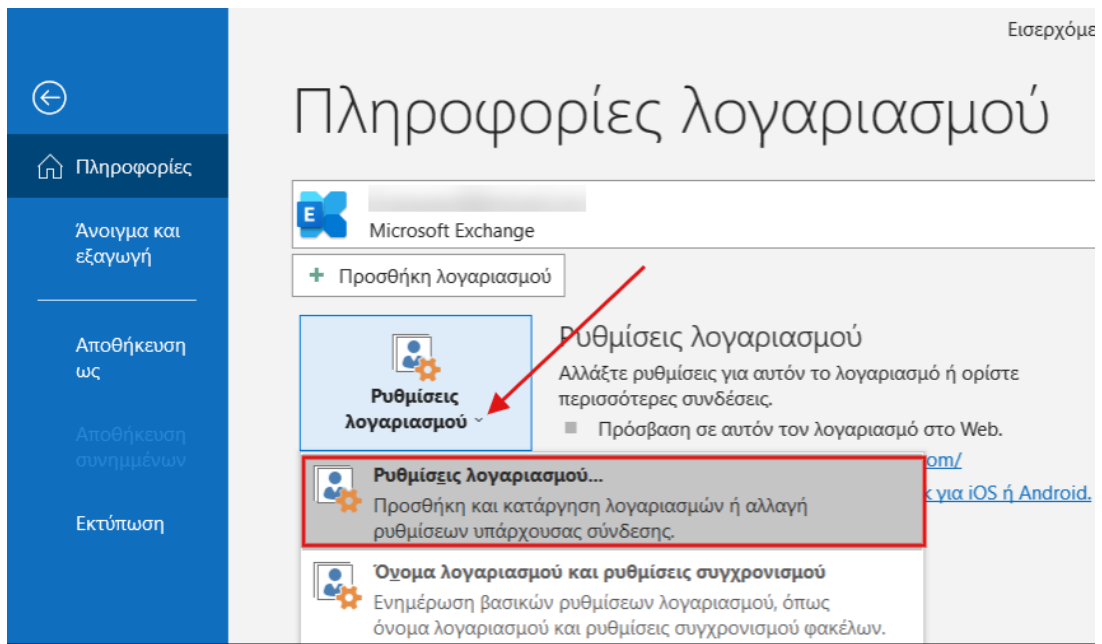 Εισερχόμε
Πληροφορίες λογαριασμού
Πληροφορίες
Άνοιγμα και
εξαγωγή
Αποθήκευση
ως
Αποθήκευση
συνημμένων
Εκτύπωση
E
Microsoft Exchange
+ Προσθήκη λογαριασμού
Ρυθμίσεις
λογαριασμού
Ρυθμίσεις λογαριασμού
Αλλάξτε ρυθμίσεις για αυτόν το λογαριασμό ή ορίστε
περισσότερες συνδέσεις.
Πρόσβαση σε αυτόν τον λογαριασμό στο Web.
om/
για iOS ή Android.
Ρυθμίσεις λογαριασμού...
Προσθήκη και κατάργηση λογαριασμών ή αλλαγή
ρυθμίσεων υπάρχουσας σύνδεσης.
Όνομα λογαριασμού και ρυθμίσεις συγχρονισμού
Ενημέρωση βασικών ρυθμίσεων λογαριασμού, όπως
όνομα λογαριασμού και ρυθμίσεις συγχρονισμού φακέλων.